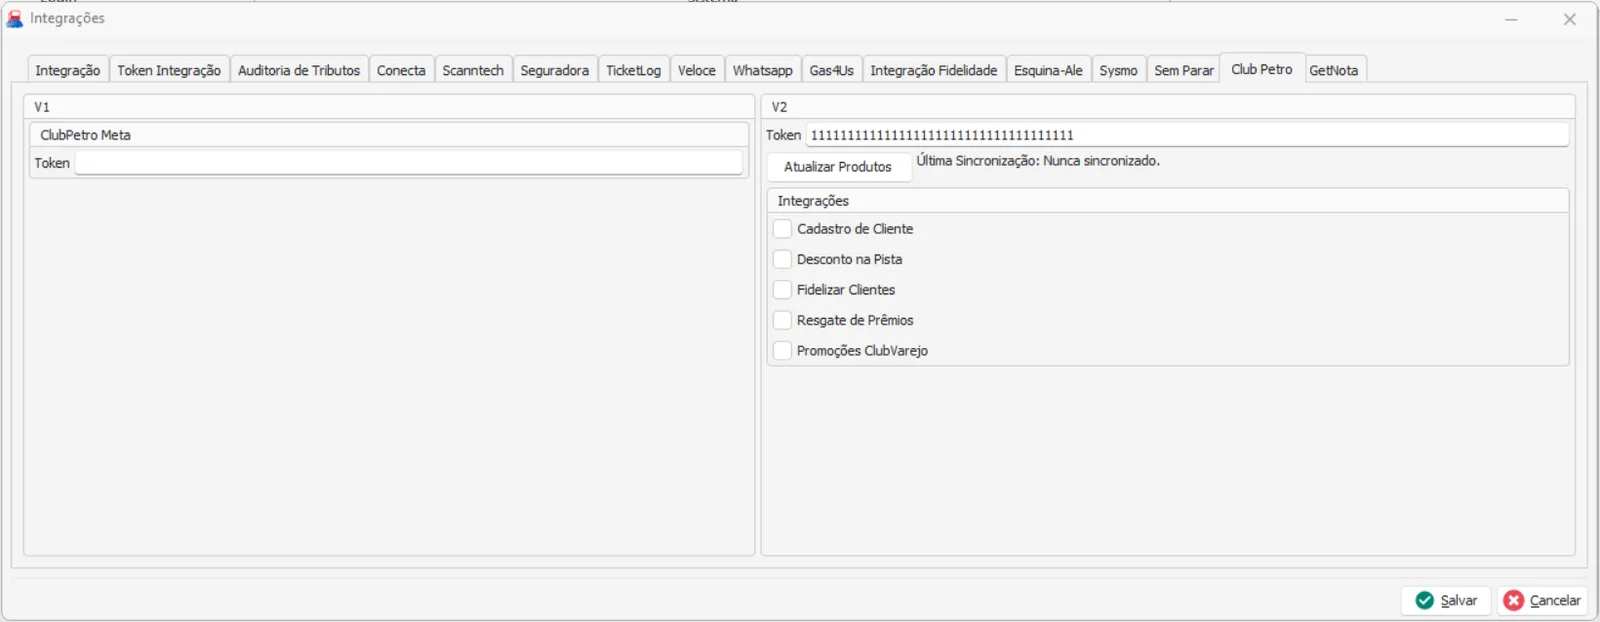 Integrações
Integração Token Integração Auditoria de Tributos Conecta Scanntech Seguradora TicketLog Veloce Whatsapp Gas4Us Integração Fidelidade Esquina-Ale Sysmo Sem Parar Club Petro GetNota
V1
ClubPetro Meta
Token
V2
Token 1111111111111111111111111111111111111
Atualizar Produtos Última Sincronização: Nunca sincronizado.
Integrações
Cadastro de Cliente
Desconto na Pista
Fidelizar Clientes
Resgate de Prêmios
Promoções ClubVarejo
Salvar Cancelar